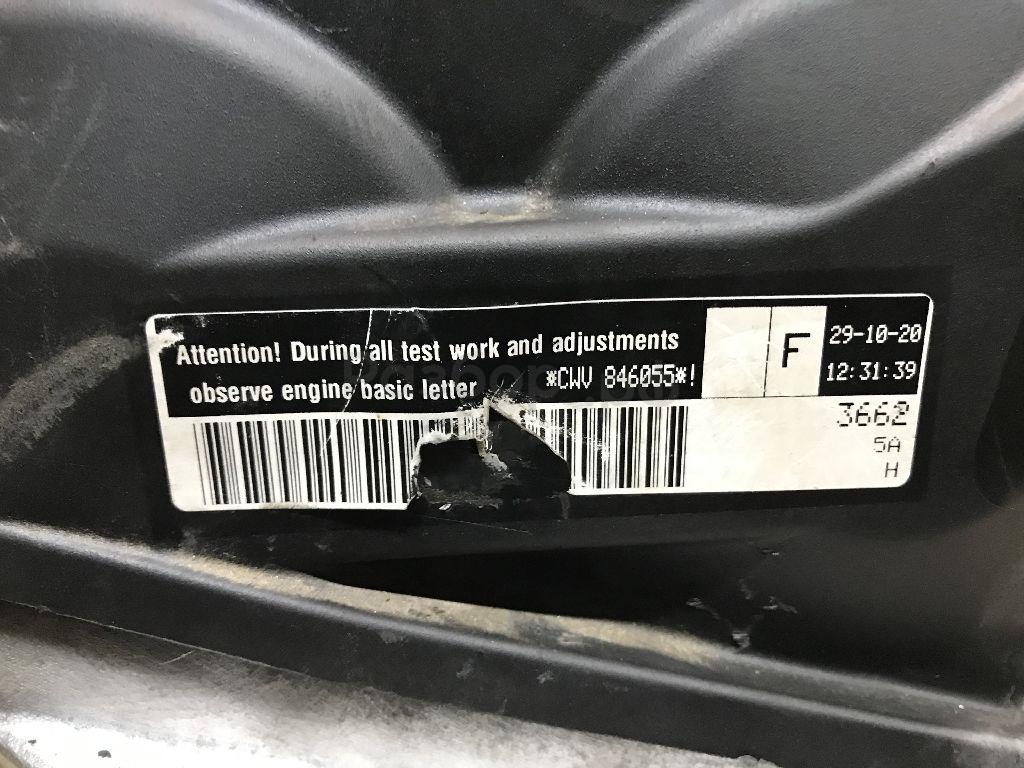 Attention! During all test work and adjustments
observe engine basic letter
*CWV 846055*!
F
29-10-20
12:31:39
3662
5A
H